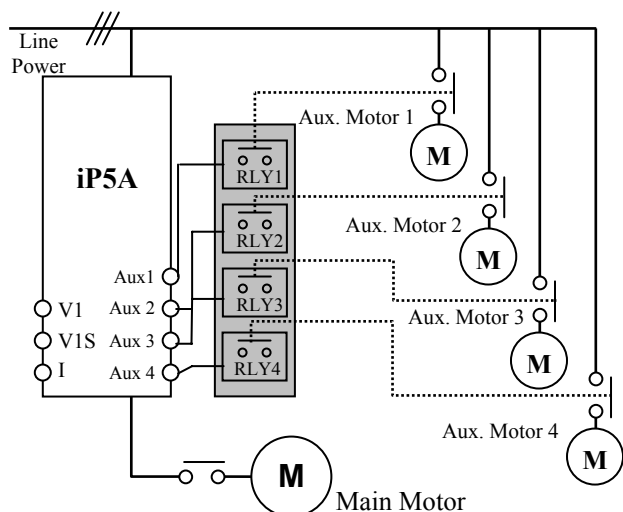 Line
Power
iP5A
Aux. Motor 1
M
RLY1
Aux. Motor 2
M
RLY2
Aux1
V1
Aux 2
RLY3
Aux. Motor 3
M
V1S
Aux 3
I
Aux 4
RLY4
Aux. Motor 4
M
M
Main Motor